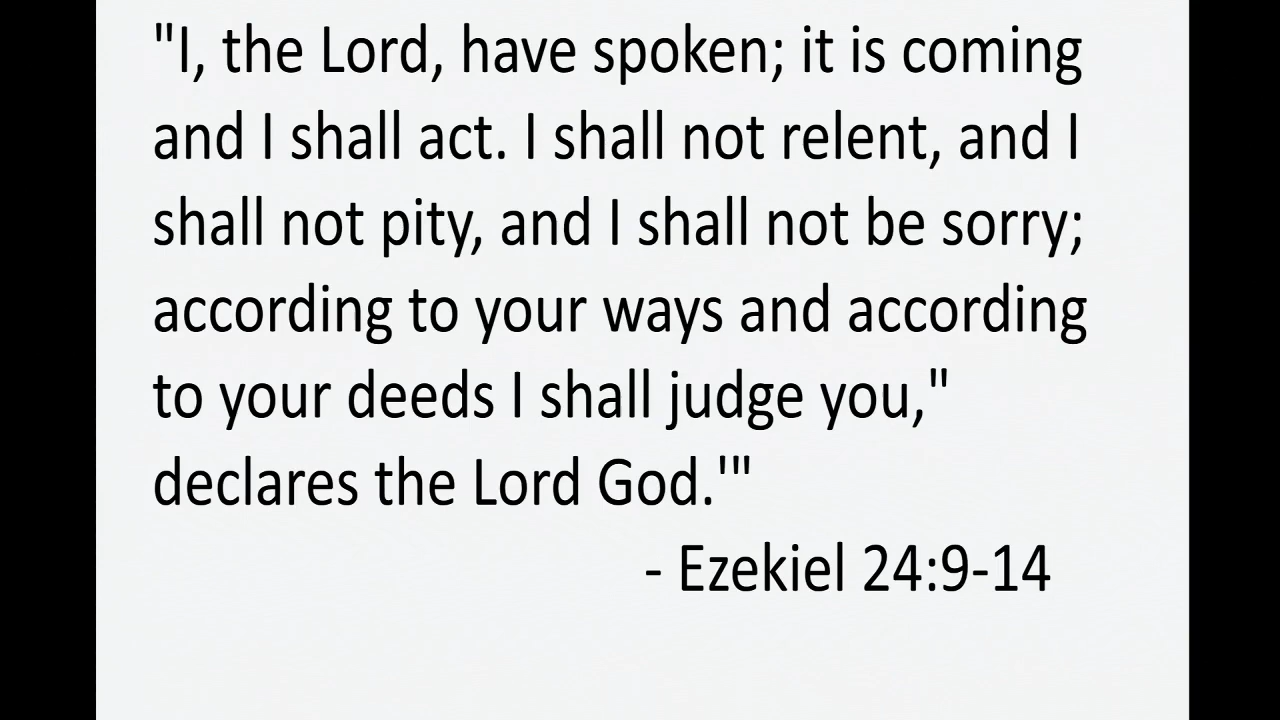 "I, the Lord, have spoken; it is coming
and I shall act. I shall not relent, and I
shall not pity, and I shall not be sorry;
according to your ways and according
to your deeds I shall judge you,"
declares the Lord God.'"
- Ezekiel 24:9-14